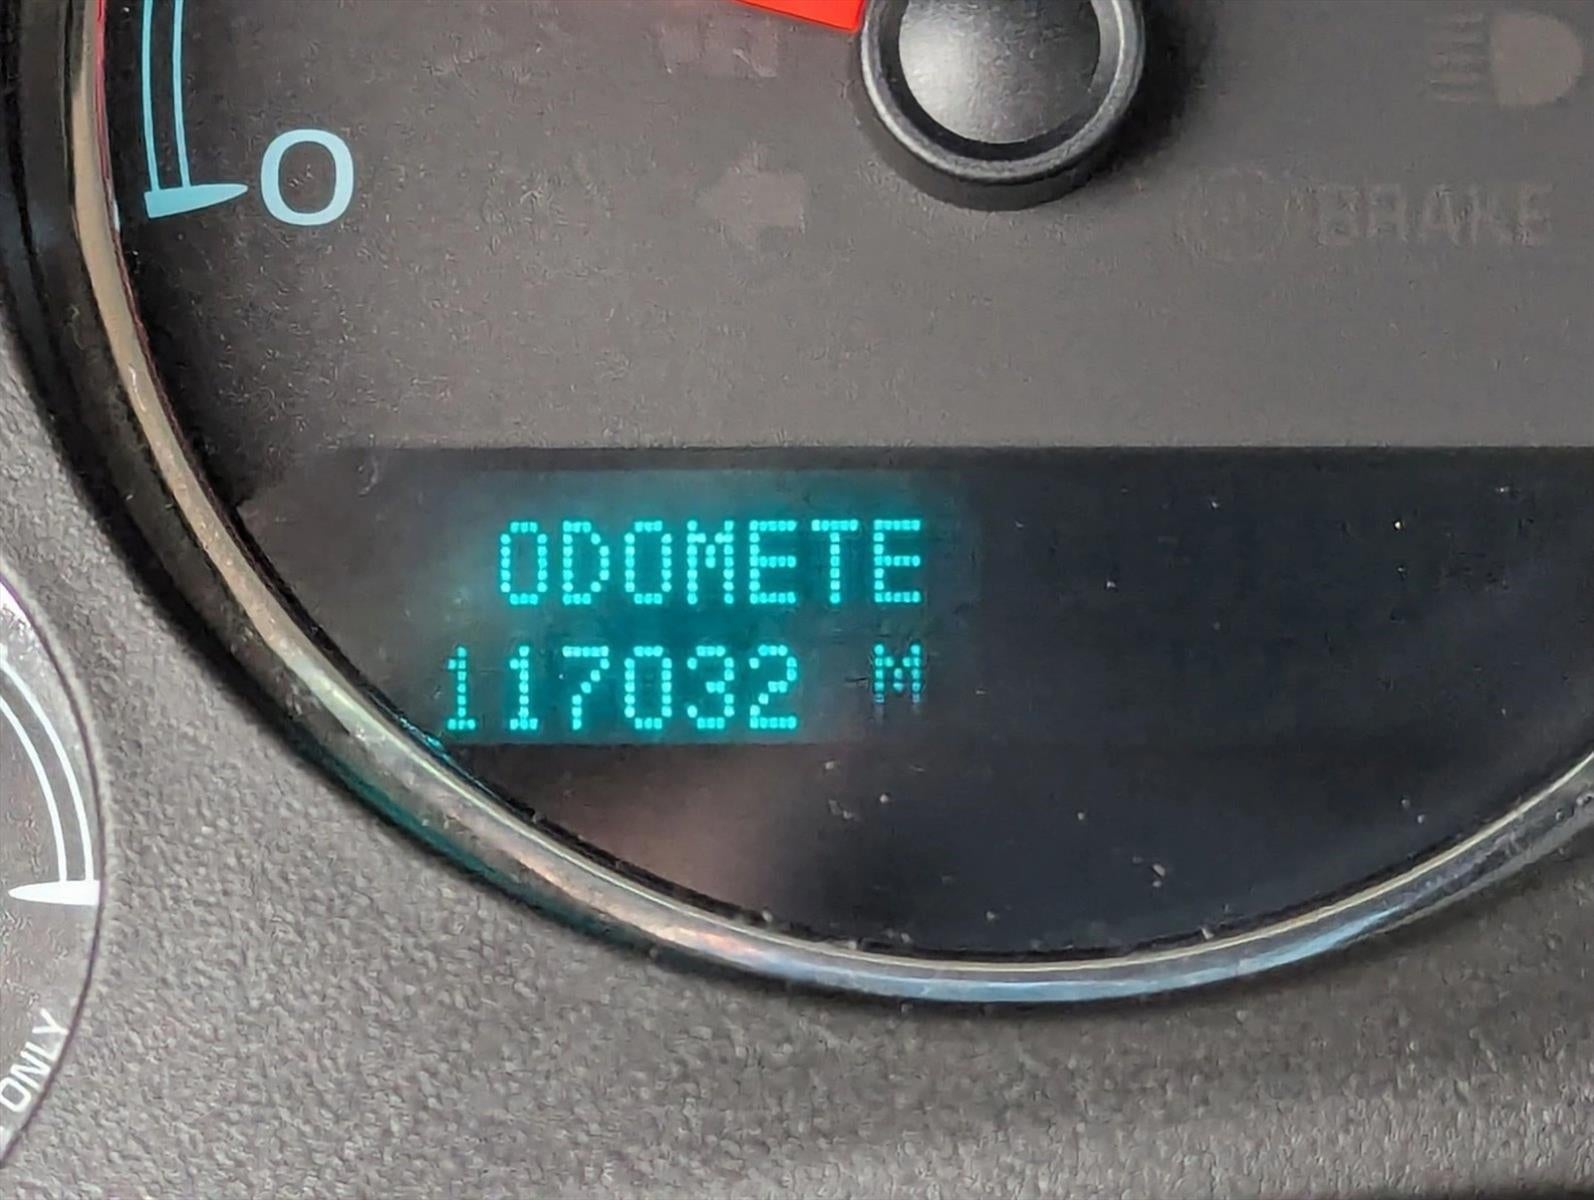 0
BRAKE
ODOMETE
117032 M
ONLY